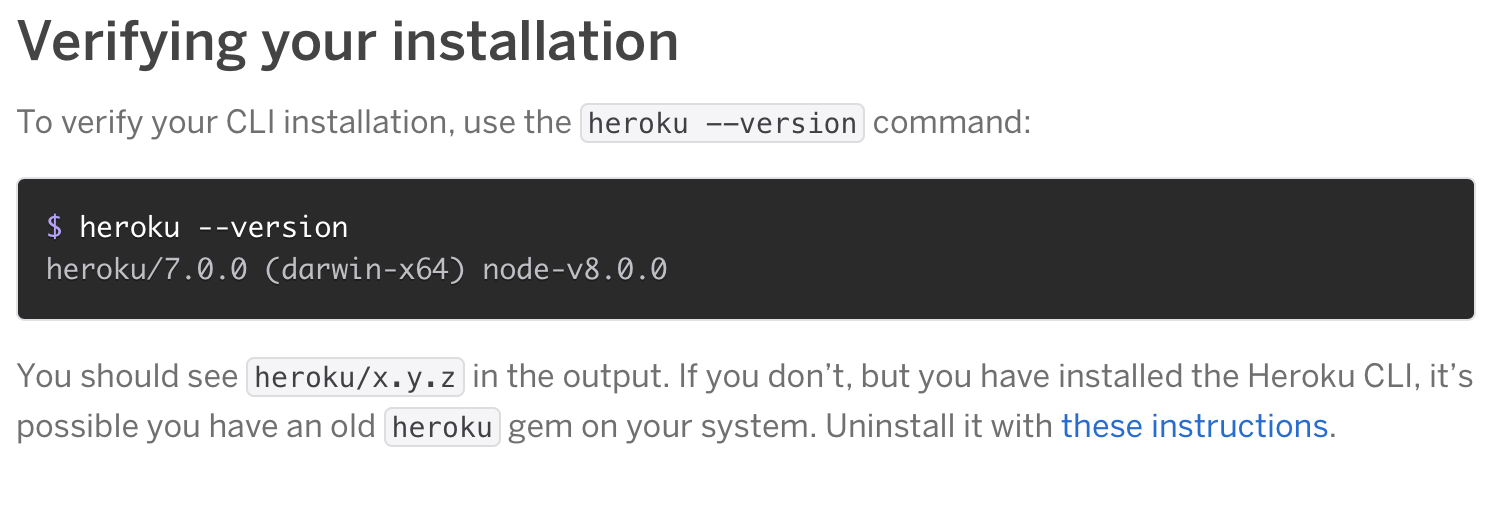 Verifying your installation
To verify your CLI installation, use the heroku --version command:
$ heroku --version
heroku/7.0.0 (darwin-x64) node-v8.0.0
You should see heroku/x.y.z in the output. If you don’t, but you have installed the Heroku CLI, it’s
possible you have an old heroku gem on your system. Uninstall it with these instructions.